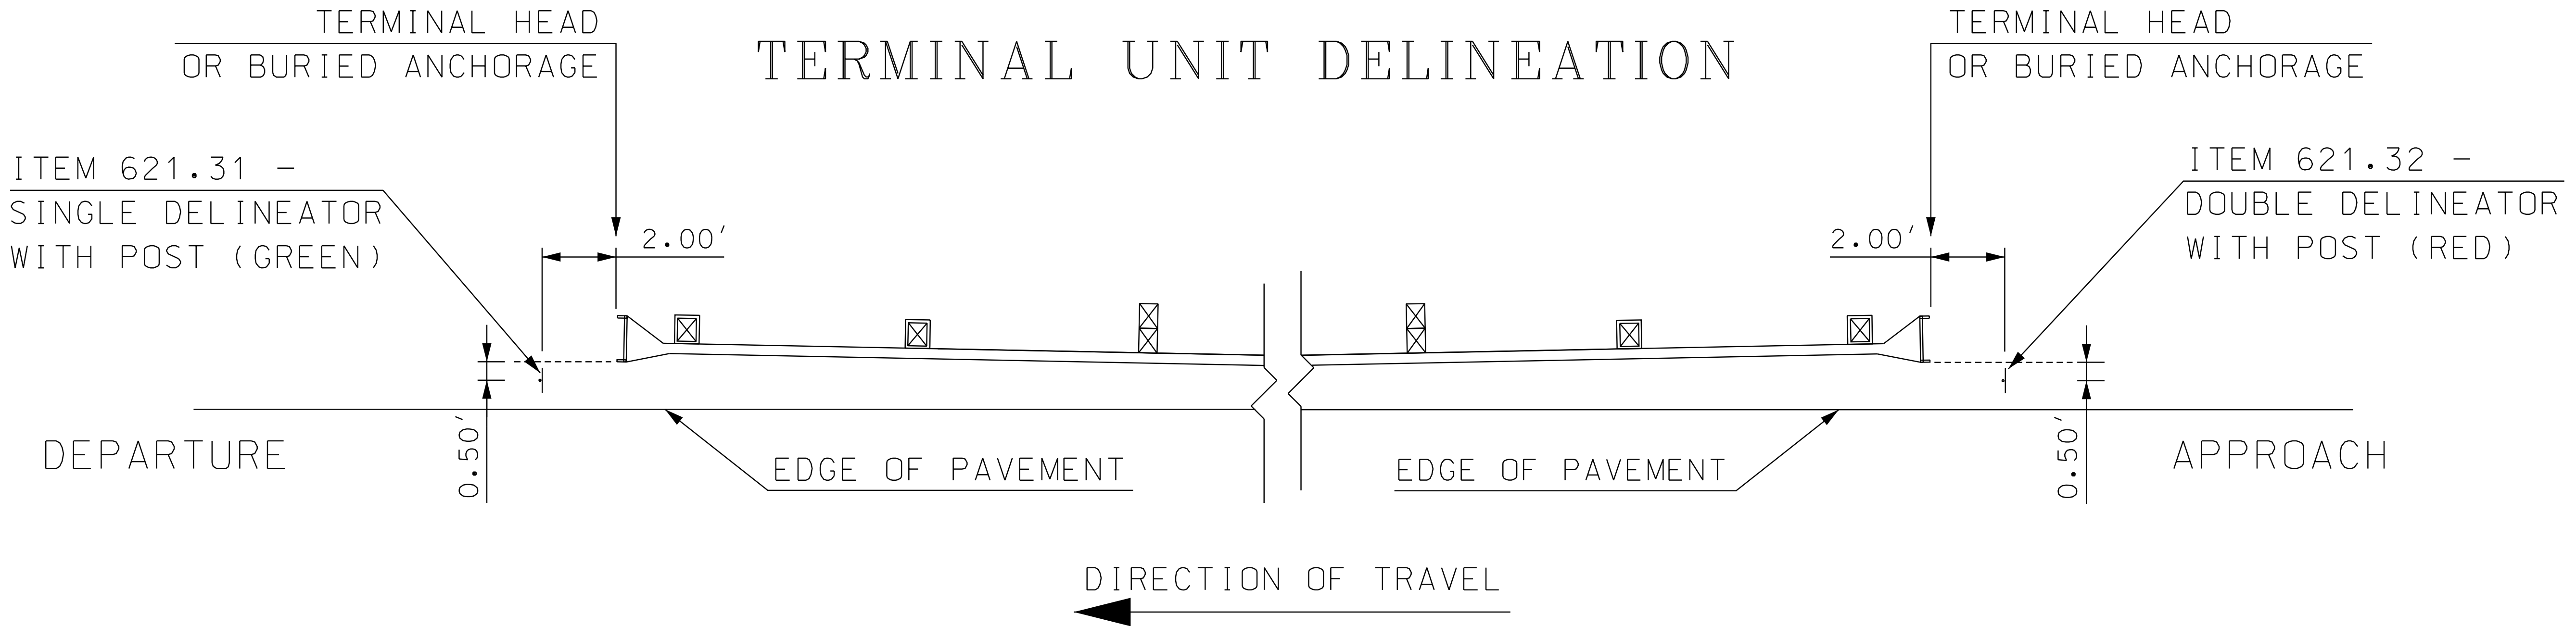 TERMINAL HEAD
OR BURIED ANCHORAGE
TERMINAL UNIT DELINEATION
TERMINAL HEAD
OR BURIED ANCHORAGE
ITEM 621.31 -
SINGLE DELINEATOR
WITH POST (GREEN)
2.00'
2.00'
ITEM 621.32 -
DOUBLE DELINEATOR
WITH POST (RED)
DEPARTURE
0.50'
EDGE OF PAVEMENT
EDGE OF PAVEMENT
0.50'
APPROACH
DIRECTION OF TRAVEL